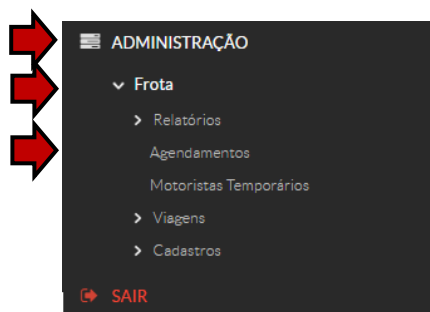 ADMINISTRAÇÃO
Frota
Relatórios
Agendamentos
Motoristas Temporários
Viagens
Cadastros
SAIR